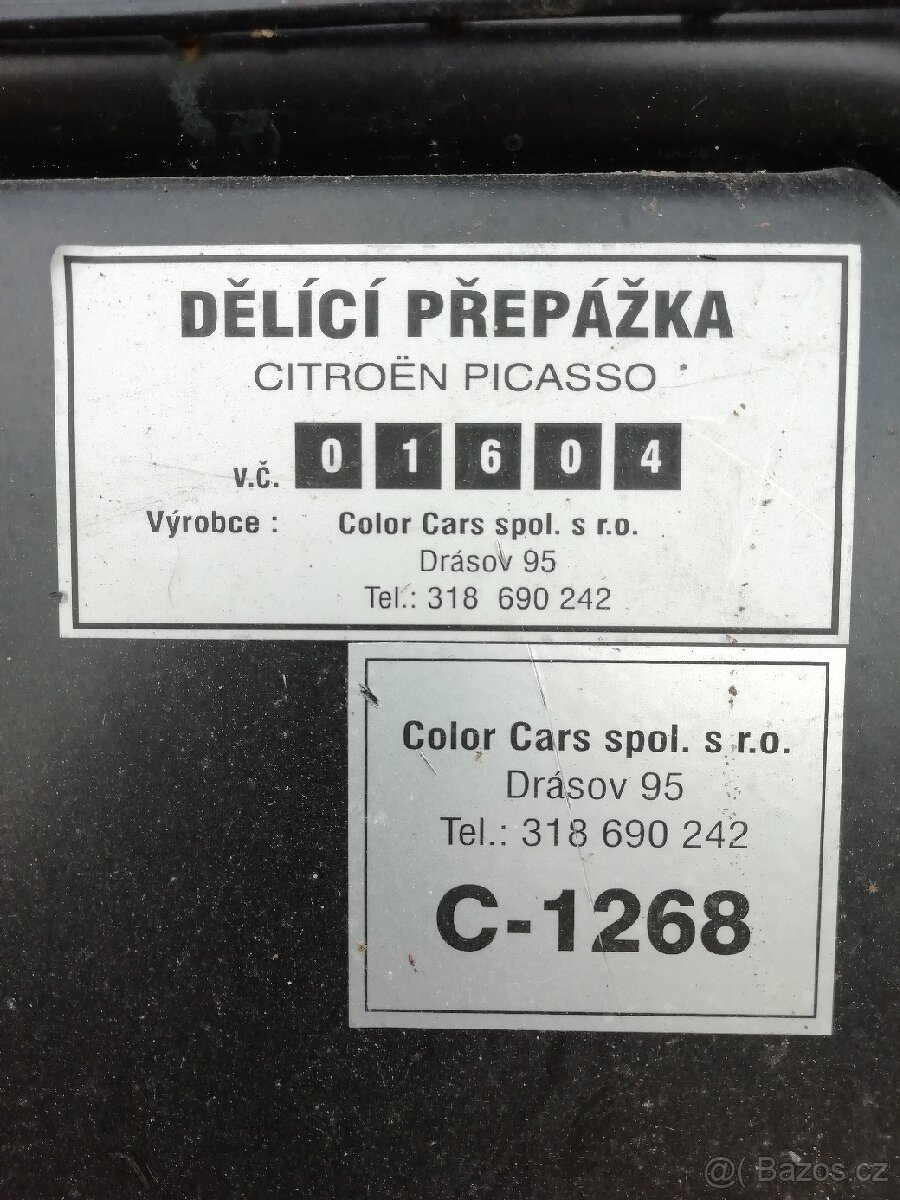 DĚLÍCÍ PŘEPÁŽKA
CITROËN PICASSO
v.č. 0 1 6 0 4
Výrobce : Color Cars spol. s r.o.
Drásov 95
Tel.: 318 690 242
Color Cars spol. s r.o.
Drásov 95
Tel.: 318 690 242
C-1268
@( Bazos.cz